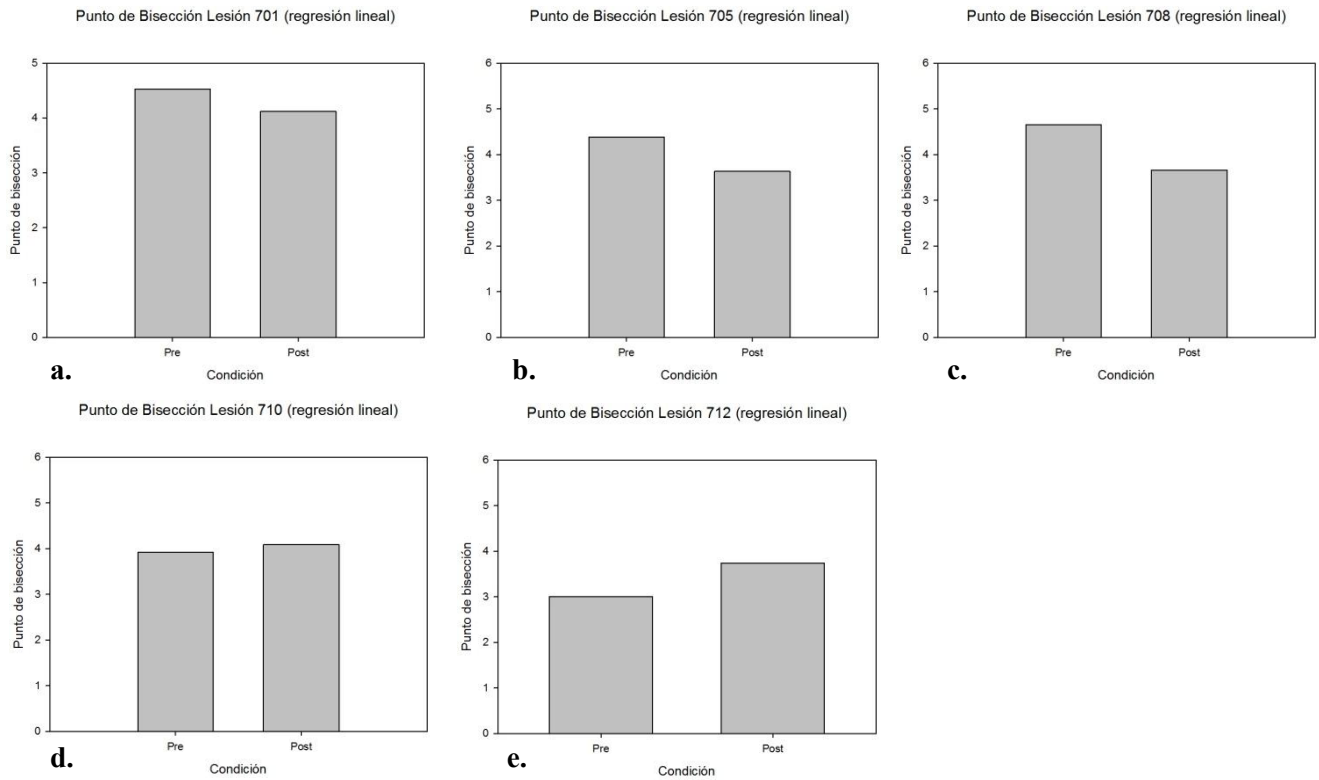 Punto de Bisección Lesión 701 (regresión lineal)
5
4
3
2
1
0
Punto de bisección
Pre
Post
Condición
a.
Punto de Bisección Lesión 705 (regresión lineal)
6
5
4
3
2
1
0
Punto de bisección
Pre
Post
Condición
b.
Punto de Bisección Lesión 708 (regresión lineal)
6
5
4
3
2
1
0
Punto de bisección
Pre
Post
Condición
c.
Punto de Bisección Lesión 710 (regresión lineal)
6
5
4
3
2
1
0
Punto de bisección
Pre
Post
Condición
d.
Punto de Bisección Lesión 712 (regresión lineal)
6
5
4
3
2
1
0
Punto de bisección
Pre
Post
Condición
e.